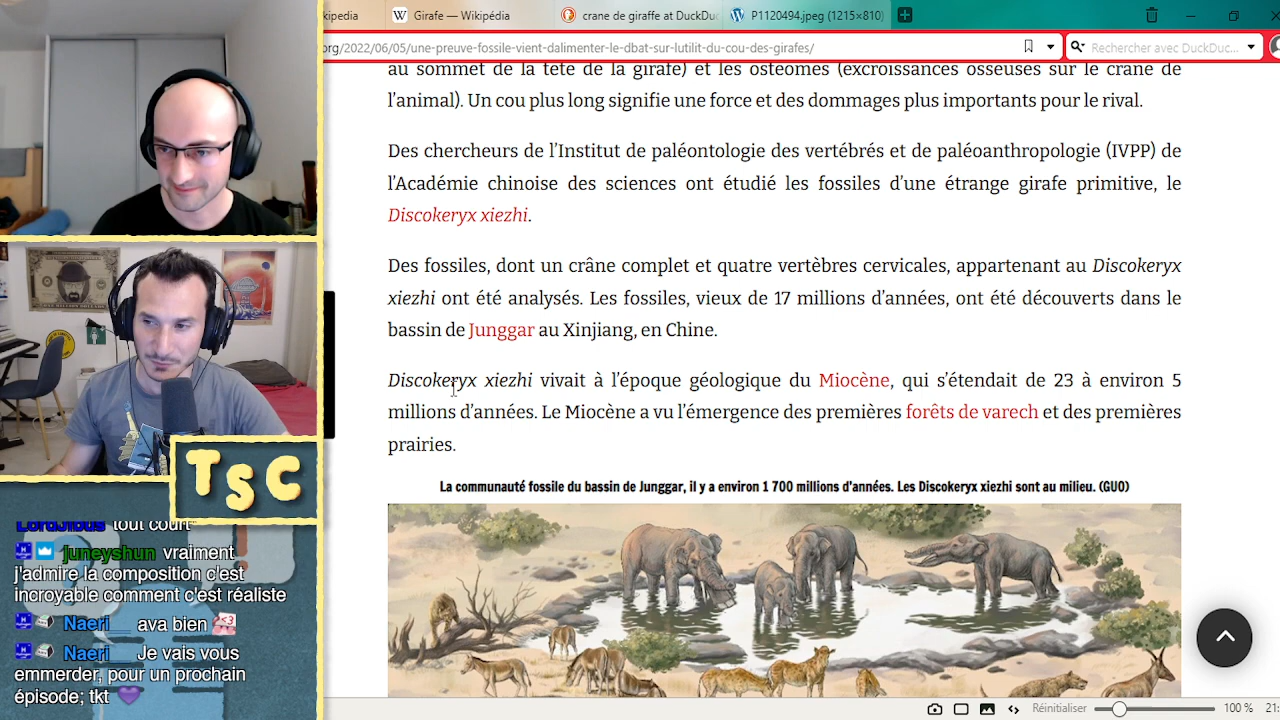 kipedia
W Girafe — Wikipédia
crane de giraffe at DuckDuc
P1120494.jpeg (1215×810)
org/2022/06/05/une-preuve-fossile-vient-dalimenter-le-dbat-sur-lutilit-du-cou-des-girafes/
Rechercher avec DuckDuc...
au sommet de la tête de la girafe) et les ostéomes (excroissances osseuses sur le crâne de
l’animal). Un cou plus long signifie une force et des dommages plus importants pour le rival.
Des chercheurs de l’Institut de paléontologie des vertébrés et de paléoanthropologie (IVPP) de
l’Académie chinoise des sciences ont étudié les fossiles d’une étrange girafe primitive, le
Discokeryx xiezhi.
Des fossiles, dont un crâne complet et quatre vertèbres cervicales, appartenant au Discokeryx
xiezhi ont été analysés. Les fossiles, vieux de 17 millions d’années, ont été découverts dans le
bassin de Junggar au Xinjiang, en Chine.
Discokeryx xiezhi vivait à l’époque géologique du Miocène, qui s’étendait de 23 à environ 5
millions d’années. Le Miocène a vu l’émergence des premières forêts de varech et des premières
prairies.
La communauté fossile du bassin de Junggar, il y a environ 1 700 millions d'années. Les Discokeryx xiezhi sont au milieu. (GUO)
TSC
LordJibus tout court
juneyshun vraiment
j'admire la composition c'est
incroyable comment c'est réaliste
Naeri__ ava bien <3
Naeri__ Je vais vous
emmerder, pour un prochain
épisode; tkt
Réinitialiser
100 %
21: